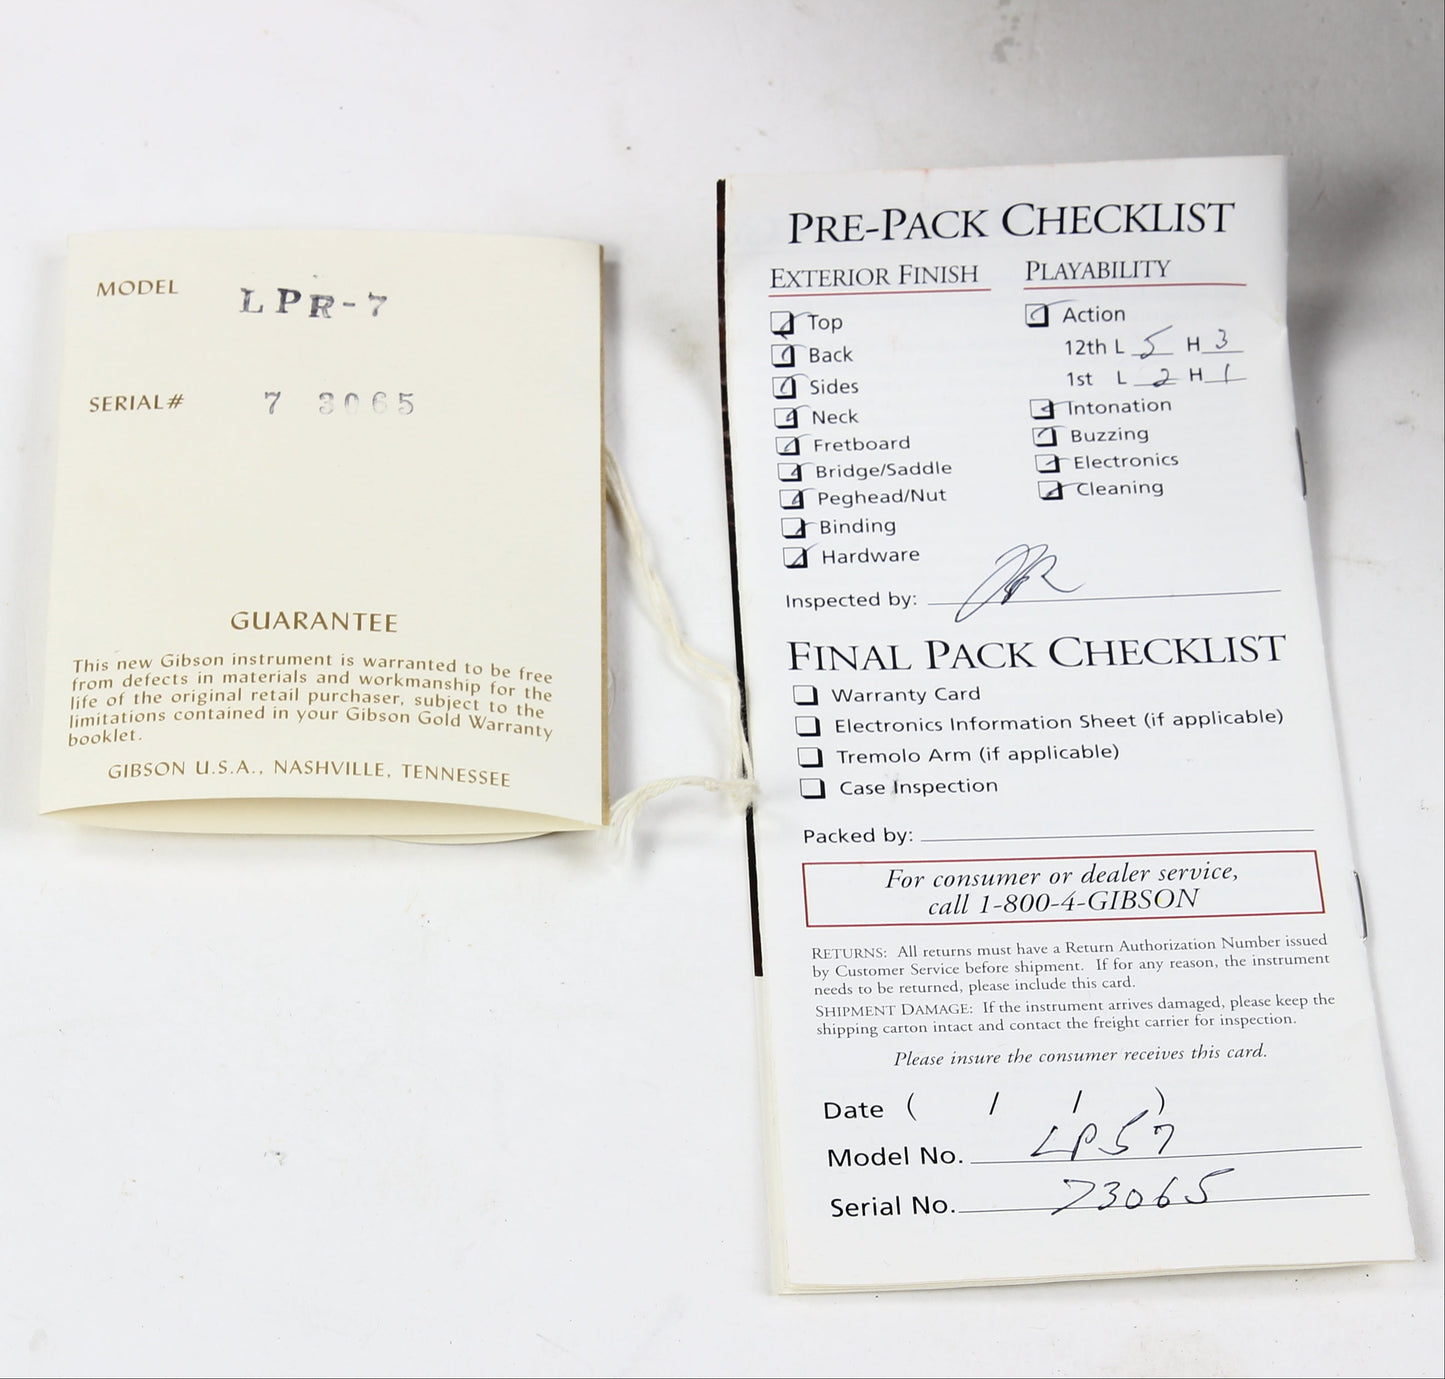 MODEL LPR-7
SERIAL# 7 3065
GUARANTEE
This new Gibson instrument is warranted to be free
from defects in materials and workmanship for the
life of the original retail purchaser, subject to the
limitations contained in your Gibson Gold Warranty
booklet.
GIBSON U.S.A., NASHVILLE, TENNESSEE
PRE-PACK CHECKLIST
EXTERIOR FINISH
Top
Back
Sides
Neck
Fretboard
Bridge/Saddle
Peghead/Nut
Binding
Hardware
PLAYABILITY
Action
12th L 5 H 3
1st L 2 H 1
Intonation
Buzzing
Electronics
Cleaning
Inspected by:
FINAL PACK CHECKLIST
Warranty Card
Electronics Information Sheet (if applicable)
Tremolo Arm (if applicable)
Case Inspection
Packed by:
For consumer or dealer service,
call 1-800-4-GIBSON
RETURNS: All returns must have a Return Authorization Number issued
by Customer Service before shipment. If for any reason, the instrument
needs to be returned, please include this card.
SHIPMENT DAMAGE: If the instrument arrives damaged, please keep the
shipping carton intact and contact the freight carrier for inspection.
Please insure the consumer receives this card.
Date ( / / )
Model No. LP57
Serial No. 73065